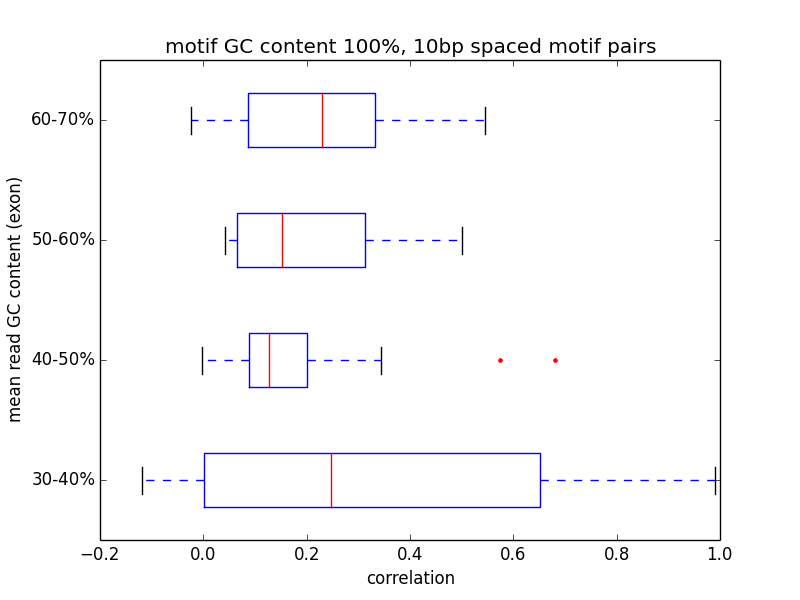 motif GC content 100%, 10bp spaced motif pairs
mean read GC content (exon)
60-70%
50-60%
40-50%
30-40%
−0.2 0.0 0.2 0.4 0.6 0.8 1.0
correlation